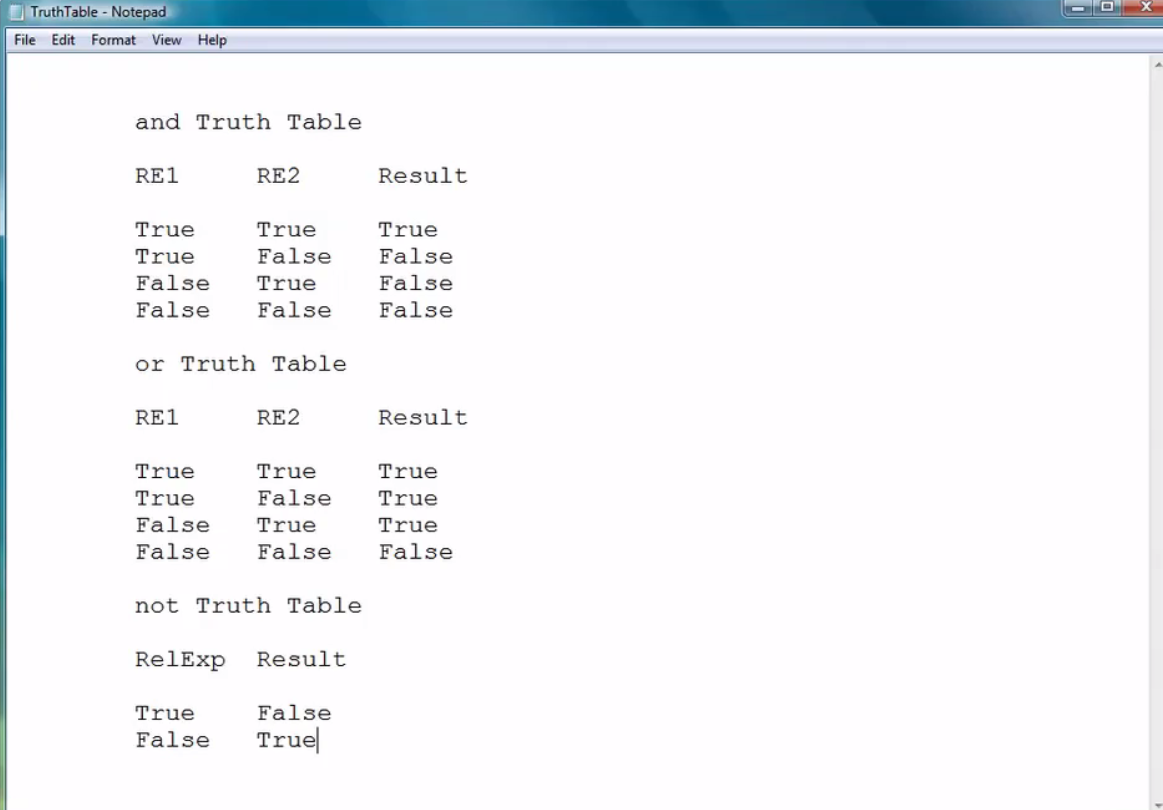 TruthTable - Notepad
File Edit Format View Help
and Truth Table
RE1 RE2 Result
True True True
True False False
False True False
False False False
or Truth Table
RE1 RE2 Result
True True True
True False True
False True True
False False False
not Truth Table
RelExp Result
True False
False True